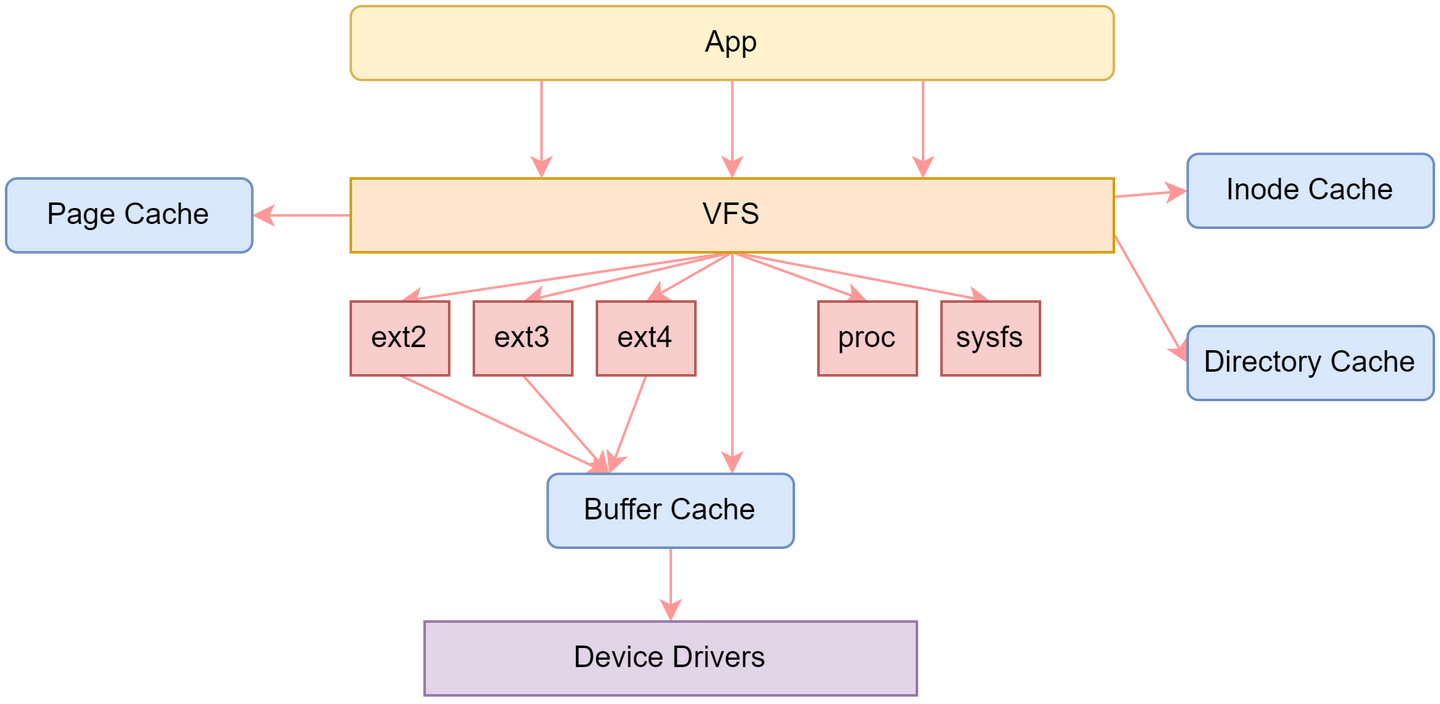 App
Page Cache
VFS
Inode Cache
ext2
ext3
ext4
proc
sysfs
Directory Cache
Buffer Cache
Device Drivers